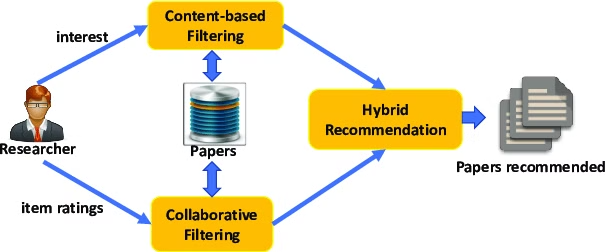 Content-based
Filtering
interest
Researcher
Papers
Hybrid
Recommendation
Papers recommended
item ratings
Collaborative
Filtering